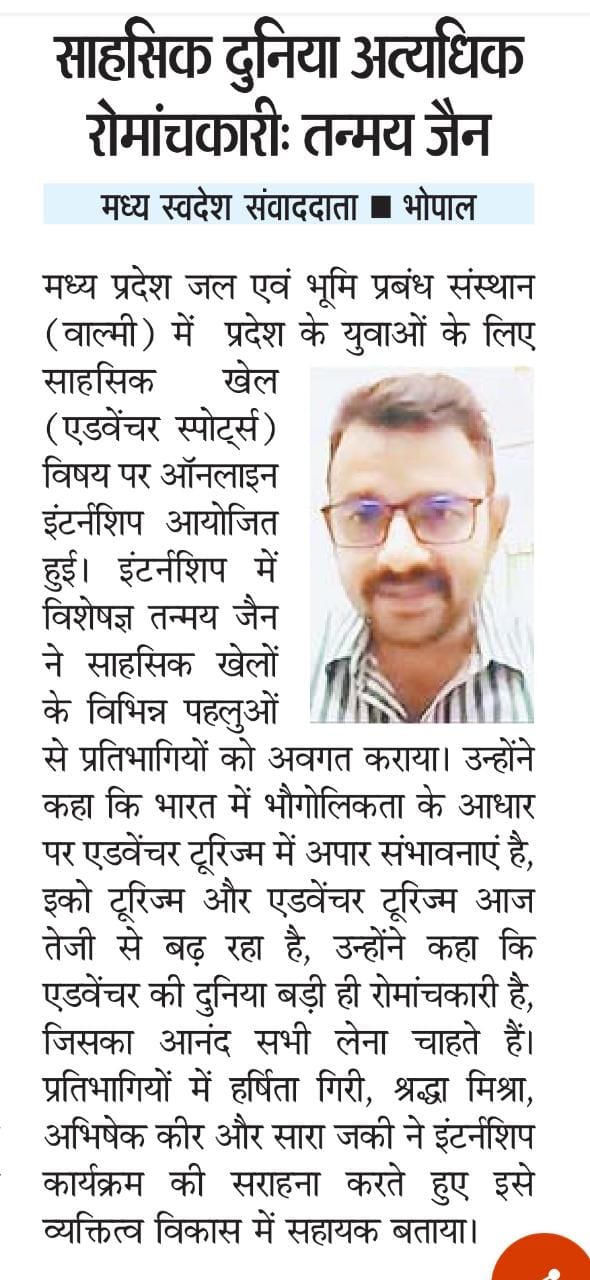 साहसिक दुनिया अत्यधिक
रोमांचकारीः तन्मय जैन
मध्य स्वदेश संवाददाता ■ भोपाल
मध्य प्रदेश जल एवं भूमि प्रबंध संस्थान
(वाल्मी) में प्रदेश के युवाओं के लिए
साहसिक खेल
(एडवेंचर स्पोर्ट्स)
विषय पर ऑनलाइन
इंटर्नशिप आयोजित
हुई। इंटर्नशिप में
विशेषज्ञ तन्मय जैन
ने साहसिक खेलों
के विभिन्न पहलुओं
से प्रतिभागियों को अवगत कराया। उन्होंने
कहा कि भारत में भौगोलिकता के आधार
पर एडवेंचर टूरिज्म में अपार संभावनाएं है,
इको टूरिज्म और एडवेंचर टूरिज्म आज
तेजी से बढ़ रहा है, उन्होंने कहा कि
एडवेंचर की दुनिया बड़ी ही रोमांचकारी है,
जिसका आनंद सभी लेना चाहते हैं।
प्रतिभागियों में हर्षिता गिरी, श्रद्धा मिश्रा,
अभिषेक कीर और सारा जकी ने इंटर्नशिप
कार्यक्रम की सराहना करते हुए इसे
व्यक्तित्व विकास में सहायक बताया।